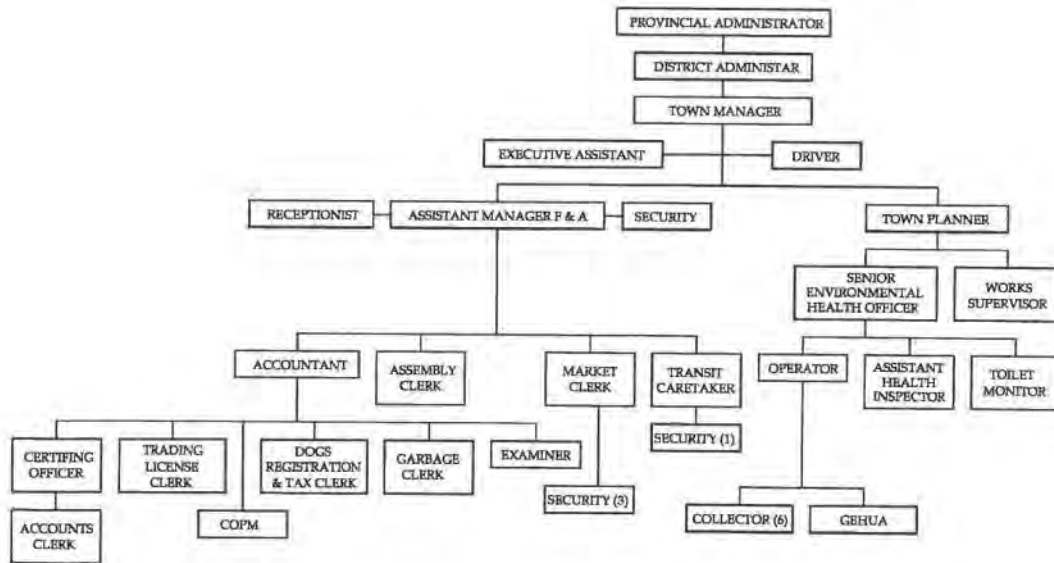 PROVINCIAL ADMINISTRATOR
DISTRICT ADMINISTAR
TOWN MANAGER
EXECUTIVE ASSISTANT
DRIVER
RECEPTIONIST
ASSISTANT MANAGER F & A
SECURITY
TOWN PLANNER
SENIOR
ENVIRONMENTAL
HEALTH OFFICER
WORKS
SUPERVISOR
ACCOUNTANT
ASSEMBLY
CLERK
MARKET
CLERK
TRANSIT
CARETAKER
OPERATOR
ASSISTANT
HEALTH
INSPECTOR
TOILET
MONITOR
CERTIFING
OFFICER
TRADING
LICENSE
CLERK
DOGS
REGISTRATION
& TAX CLERK
GARBAGE
CLERK
EXAMINER
SECURITY (1)
SECURITY (3)
ACCOUNTS
CLERK
COPM
COLLECTOR (6)
GEHUA